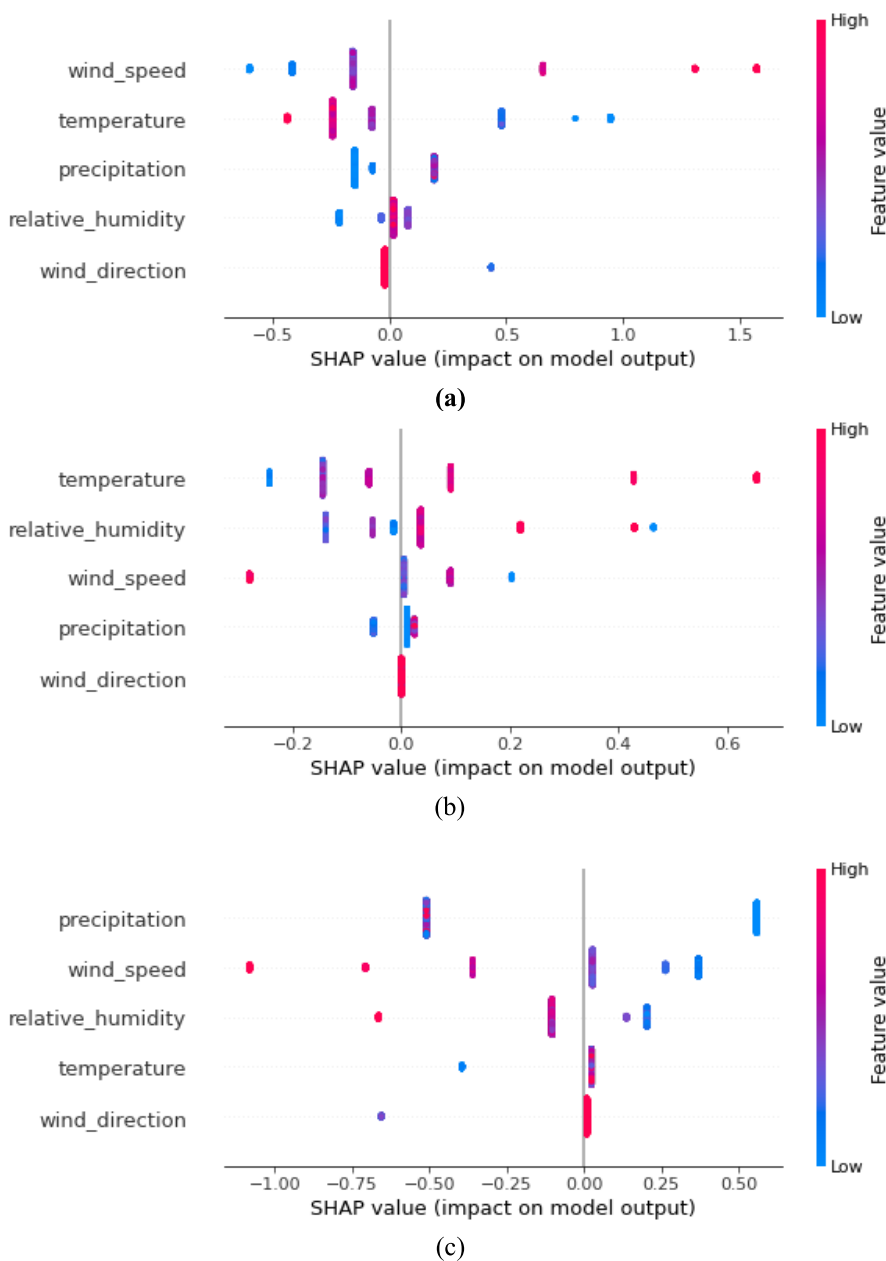 High
wind_speed
temperature
precipitation
relative_humidity
wind_direction
Feature value
Low
−0.5 0.0 0.5 1.0 1.5
SHAP value (impact on model output)
(a)
High
temperature
relative_humidity
wind_speed
precipitation
wind_direction
Feature value
Low
−0.2 0.0 0.2 0.4 0.6
SHAP value (impact on model output)
(b)
High
precipitation
wind_speed
relative_humidity
temperature
wind_direction
Feature value
Low
−1.00 −0.75 −0.50 −0.25 0.00 0.25 0.50
SHAP value (impact on model output)
(c)